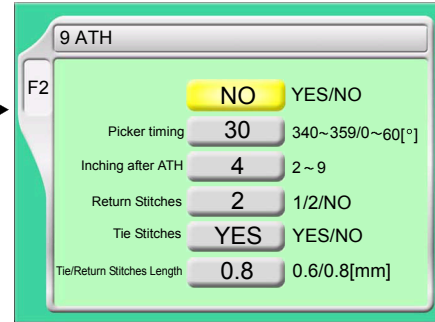 9 ATH
F2
NO YES/NO
Picker timing 30 340~359/0~60[°]
Inching after ATH 4 2~9
Return Stitches 2 1/2/NO
Tie Stitches YES YES/NO
Tie/Return Stitches Length 0.8 0.6/0.8[mm]